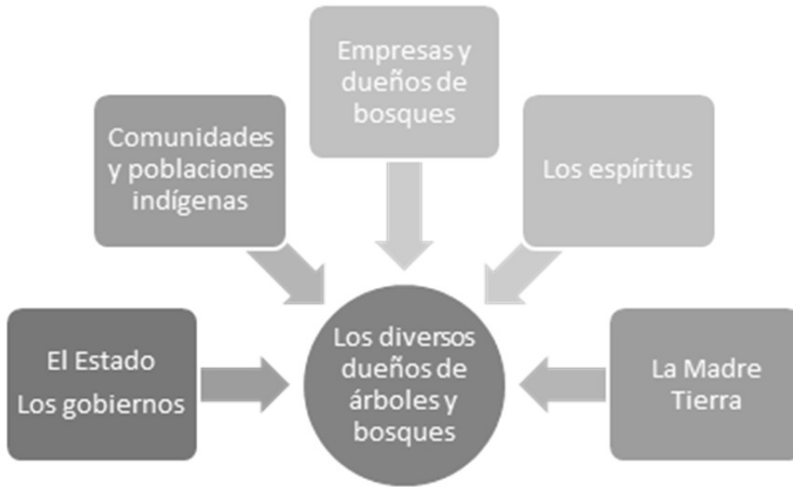 Empresas y
dueños de
bosques
Comunidades
y poblaciones
indígenas
Los espíritus
El Estado
Los gobiernos
Los diversos
dueños de
árboles y
bosques
La Madre
Tierra